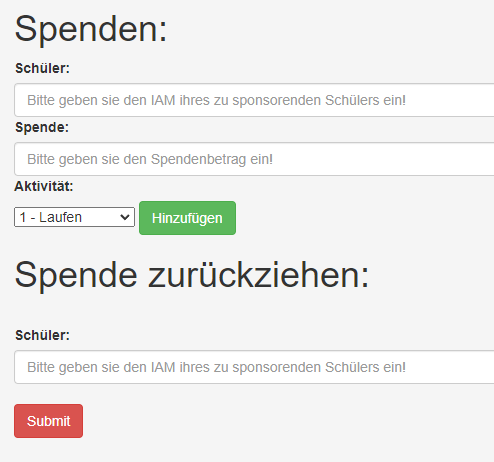 Spenden:
Schüler:
Bitte geben sie den IAM ihres zu sponsorenden Schülers ein!
Spende:
Bitte geben sie den Spendenbetrag ein!
Aktivität:
1 - Laufen Hinzufügen
Spende zurückziehen:
Schüler:
Bitte geben sie den IAM ihres zu sponsorenden Schülers ein!
Submit